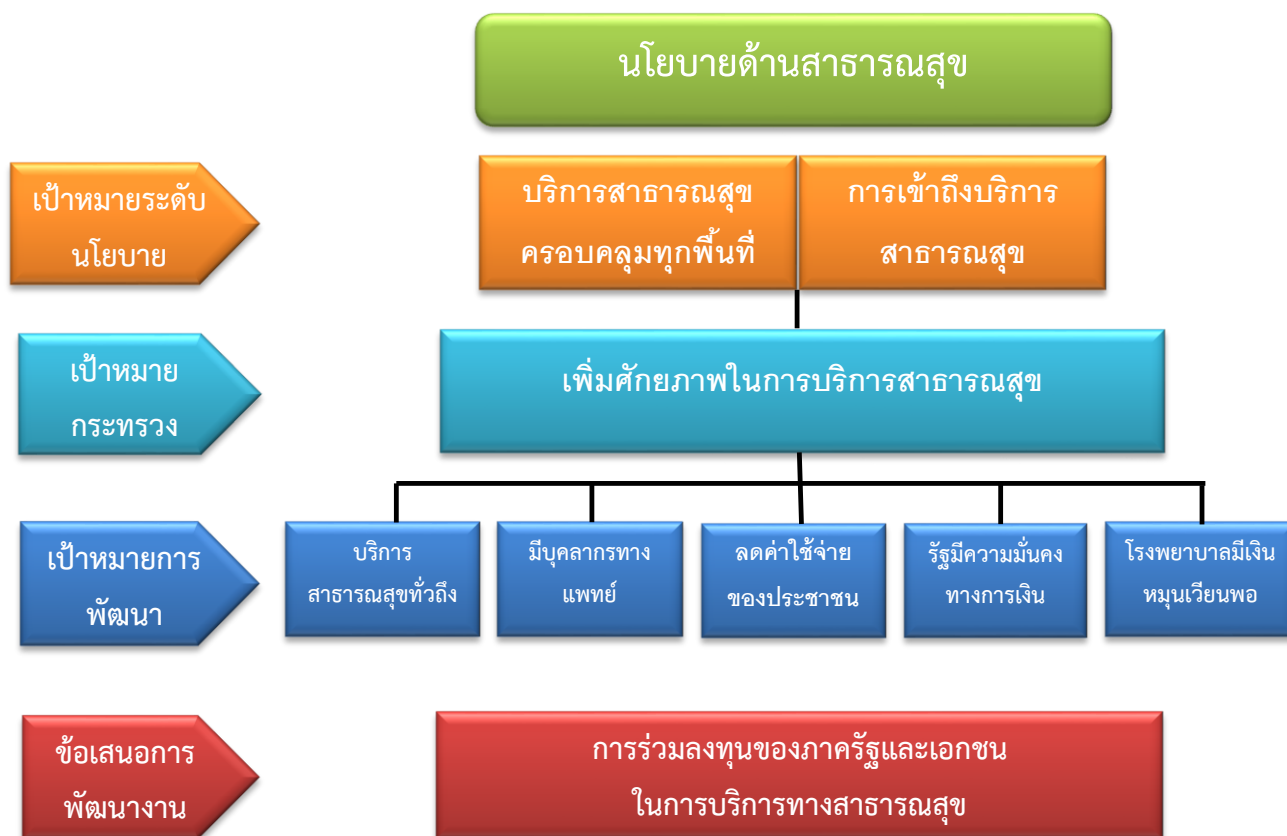 นโยบายด้านสาธารณสุข
เป้าหมายระดับ
นโยบาย
บริการสาธารณสุข
ครอบคลุมทุกพื้นที่
การเข้าถึงบริการ
สาธารณสุข
เป้าหมาย
กระทรวง
เพิ่มศักยภาพในการบริการสาธารณสุข
เป้าหมายการ
พัฒนา
บริการ
สาธารณสุขทั่วถึง
มีบุคลากรทาง
แพทย์
ลดค่าใช้จ่าย
ของประชาชน
รัฐมีความมั่นคง
ทางการเงิน
โรงพยาบาลมีเงิน
หมุนเวียนพอ
ข้อเสนอการ
พัฒนางาน
การร่วมลงทุนของภาครัฐและเอกชน
ในการบริการทางสาธารณสุข